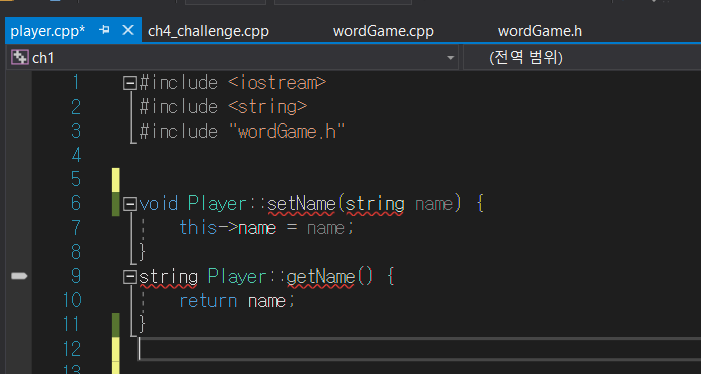 player.cpp* ch4_challenge.cpp wordGame.cpp wordGame.h
ch1 (전역 범위)
1 #include <iostream>
2 #include <string>
3 #include "wordGame.h"
4
5
6 void Player::setName(string name) {
7 this->name = name;
8 }
9 string Player::getName() {
10 return name;
11 }
12
13